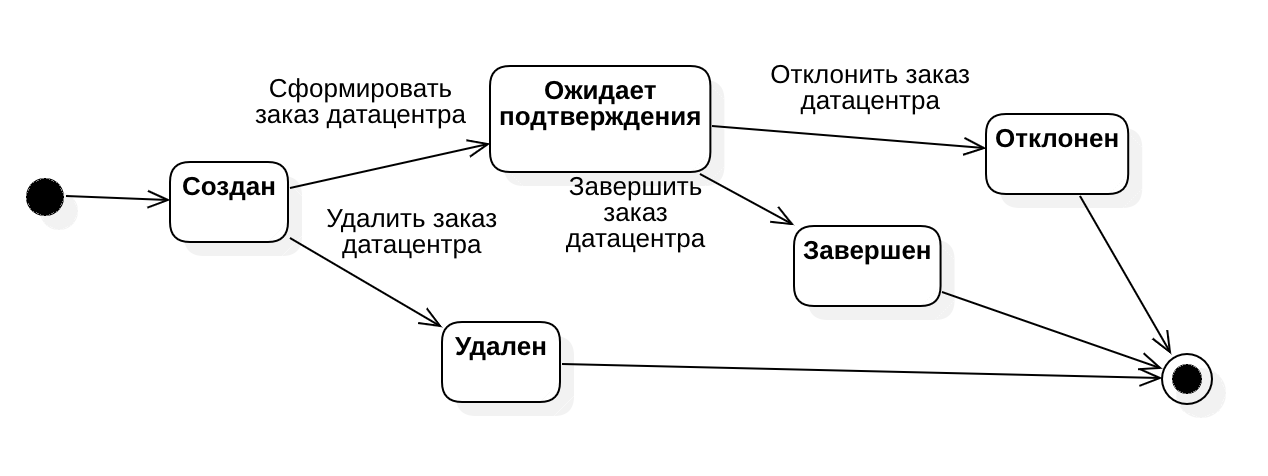 Сформировать
заказ датацентра
Ожидает
подтверждения
Отклонить заказ
датацентра
Отклонен
Создан
Удалить заказ
датацентра
Завершить
заказ
датацентра
Завершен
Удален